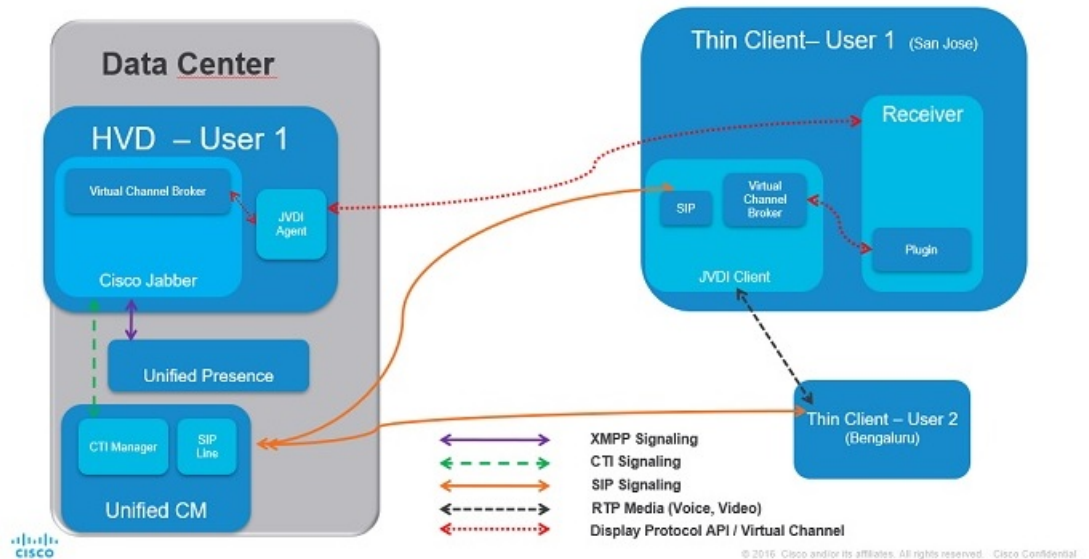 Data Center
HVD – User 1
Virtual Channel Broker
JVDI
Agent
Cisco Jabber
Unified Presence
CTI Manager
SIP
Line
Unified CM
Thin Client– User 1 (San Jose)
Receiver
SIP
Virtual
Channel
Broker
Plugin
JVDI Client
Thin Client – User 2
(Bengaluru)
XMPP Signaling
CTI Signaling
SIP Signaling
RTP Media (Voice, Video)
Display Protocol API / Virtual Channel
CISCO
© 2016 Cisco and/or its affiliates. All rights reserved. Cisco Confidential